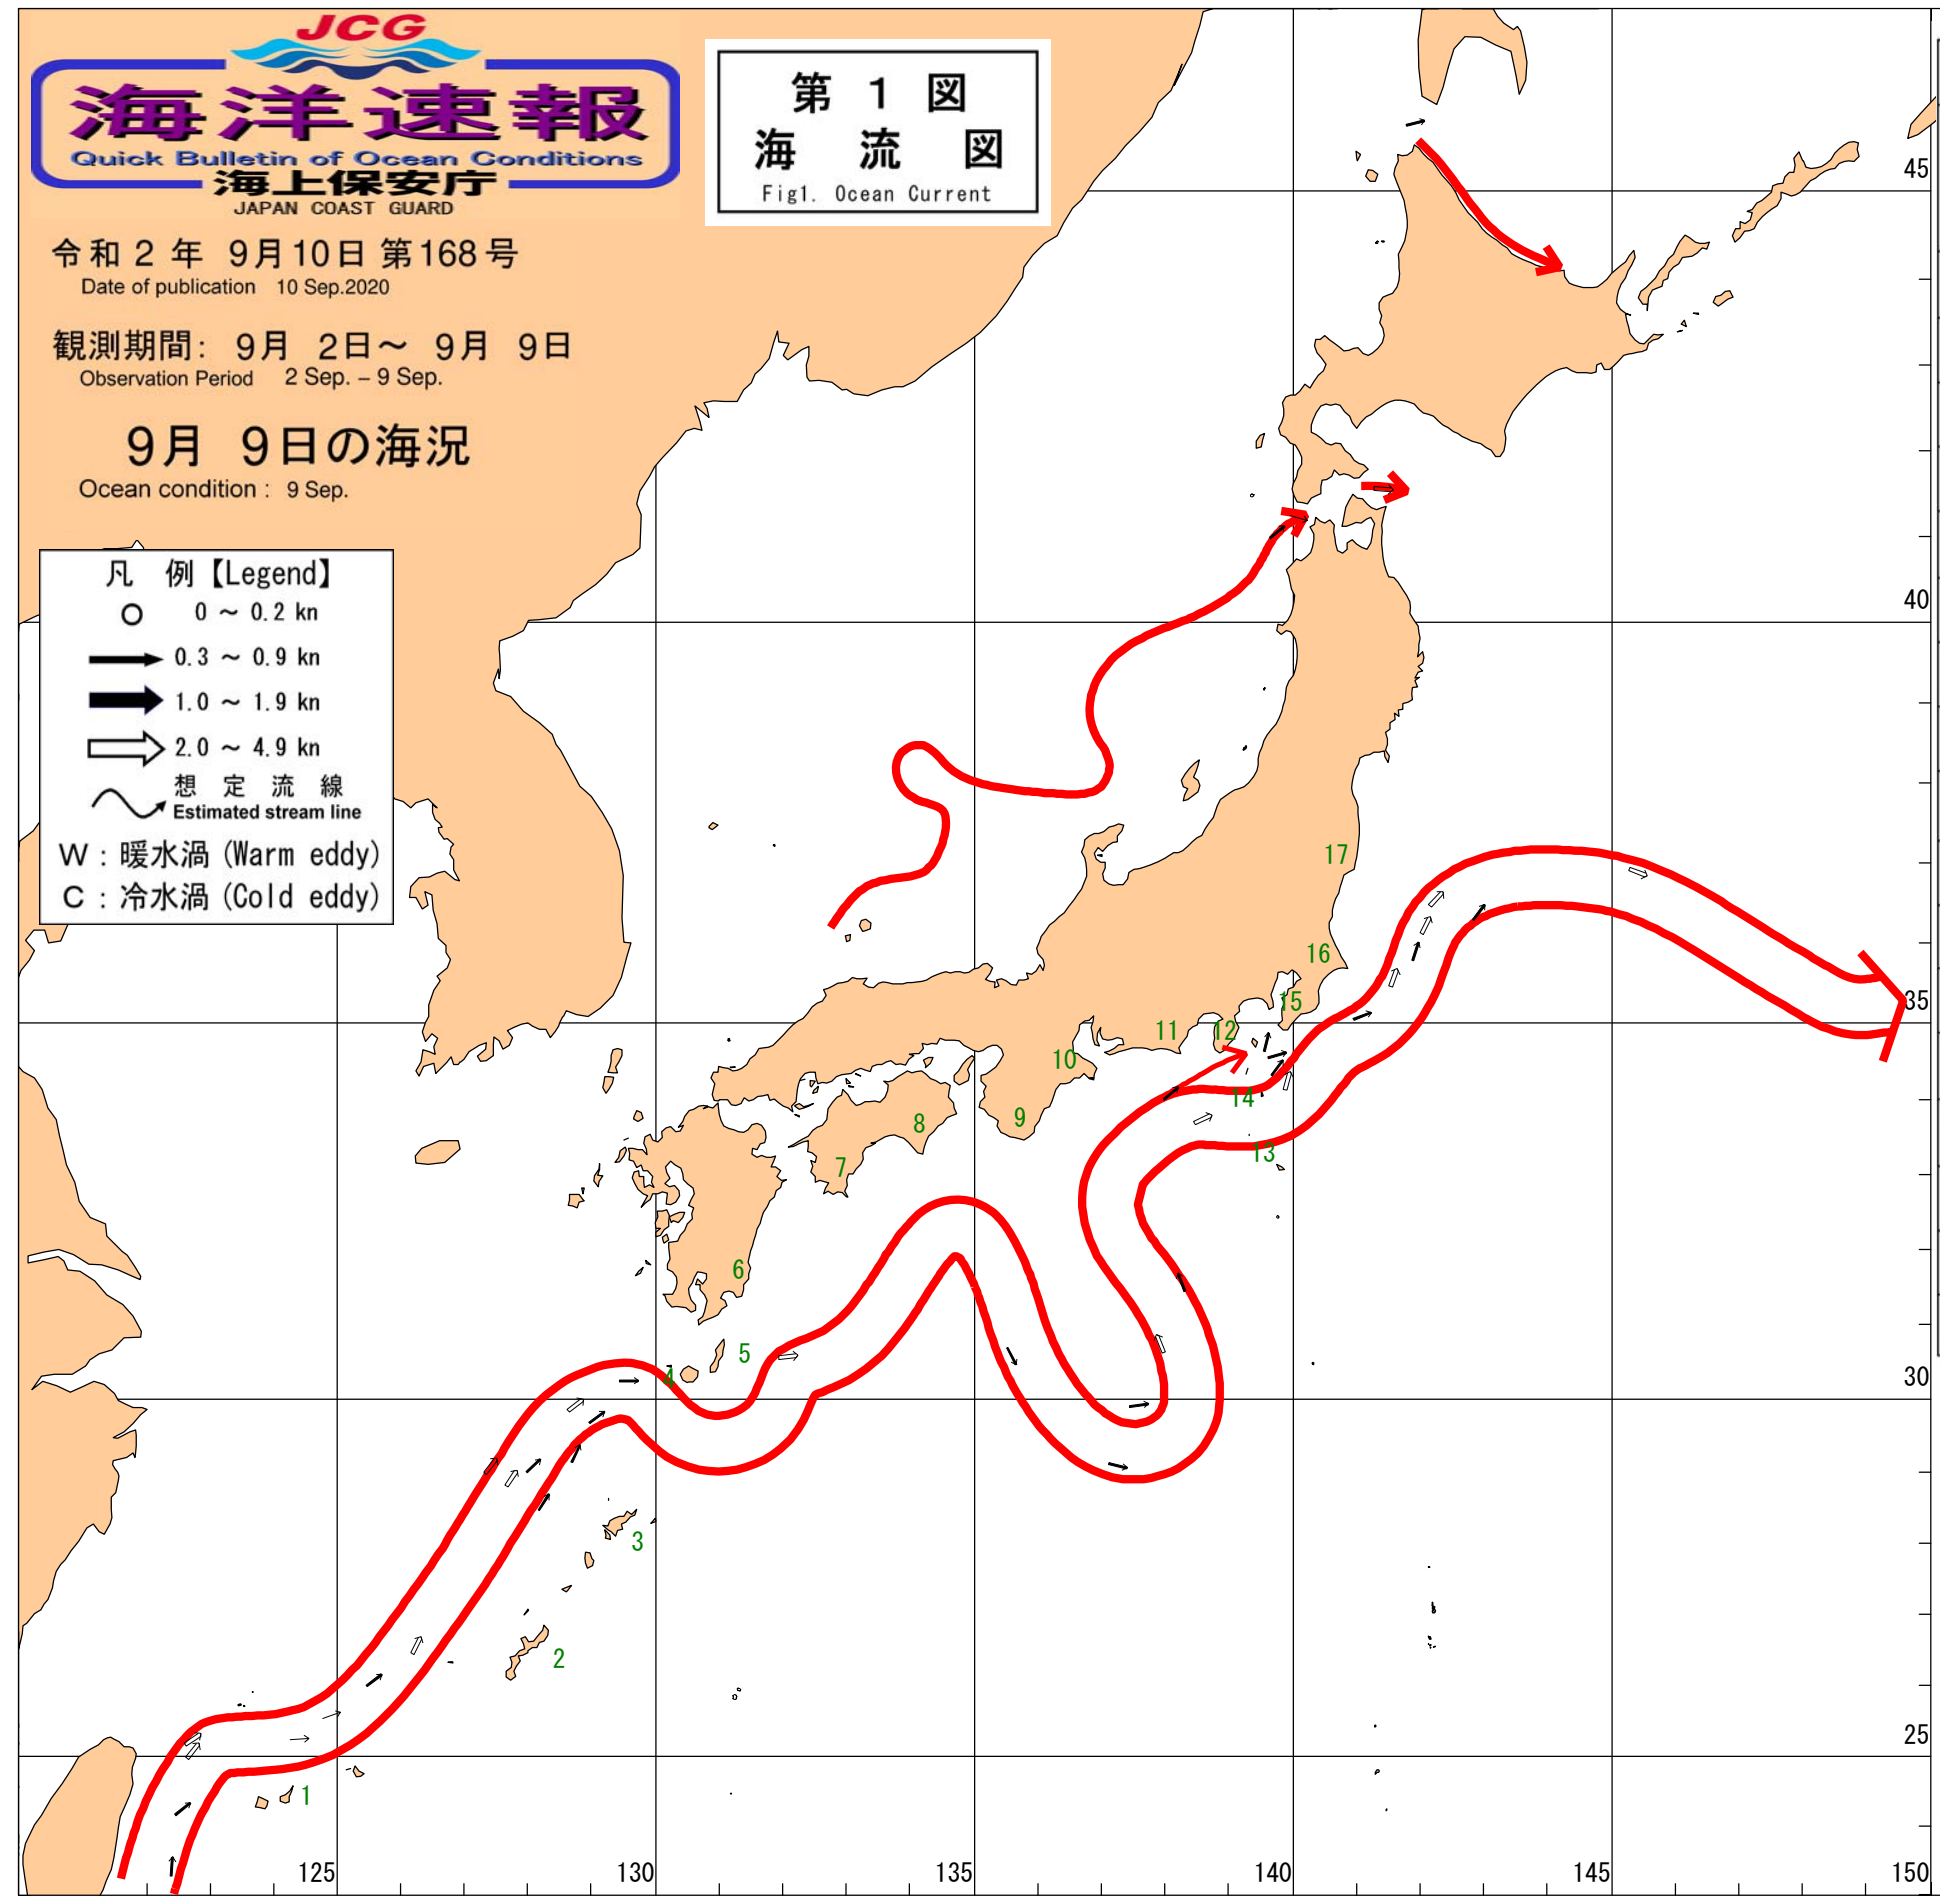 JCG
海洋速報
Quick Bulletin of Ocean Conditions
海上保安庁
JAPAN COAST GUARD
令和 2 年 9月10日 第168号
Date of publication 10 Sep.2020
観測期間: 9月 2日～ 9月 9日
Observation Period 2 Sep. – 9 Sep.
9月 9日の海況
Ocean condition : 9 Sep.
第 1 図
海 流 図
Fig1. Ocean Current
凡 例【Legend】
0 ～ 0.2 kn
0.3 ～ 0.9 kn
1.0 ～ 1.9 kn
2.0 ～ 4.9 kn
想 定 流 線
Estimated stream line
W : 暖水渦 (Warm eddy)
C : 冷水渦 (Cold eddy)
45
40
35
30
25
17
16
15
12
11
10
14
9
8
13
7
6
5
4
3
2
1
125
130
135
140
145
150